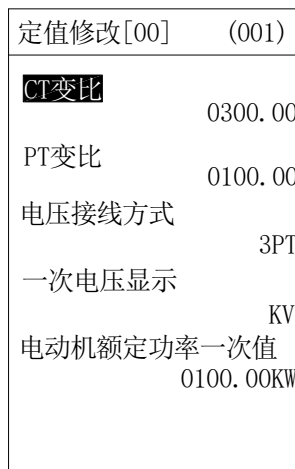 定值修改[00] (001)
CT变比
0300.00
PT变比
0100.00
电压接线方式
3PT
一次电压显示
KV
电动机额定功率一次值
0100.00KW